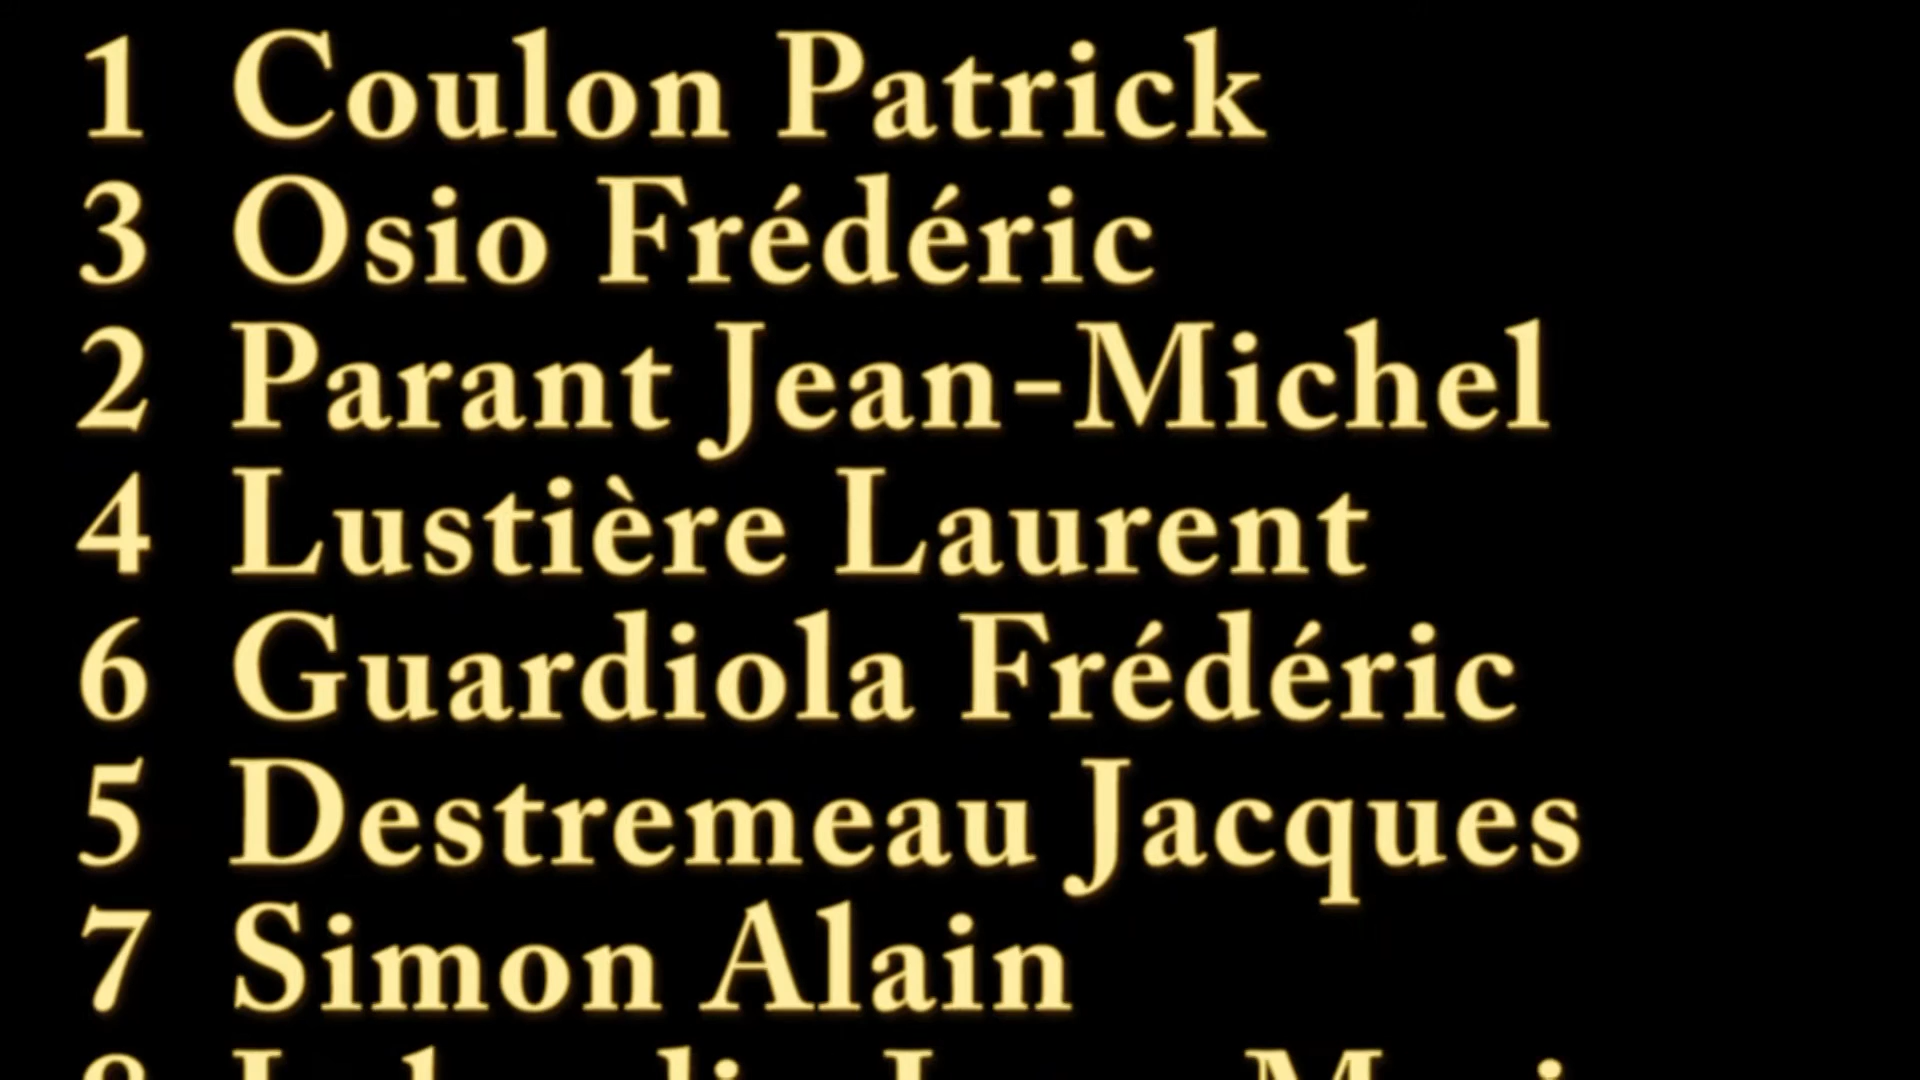 1 Coulon Patrick
3 Osio Frédéric
2 Parant Jean-Michel
4 Lustière Laurent
6 Guardiola Frédéric
5 Destremeau Jacques
7 Simon Alain